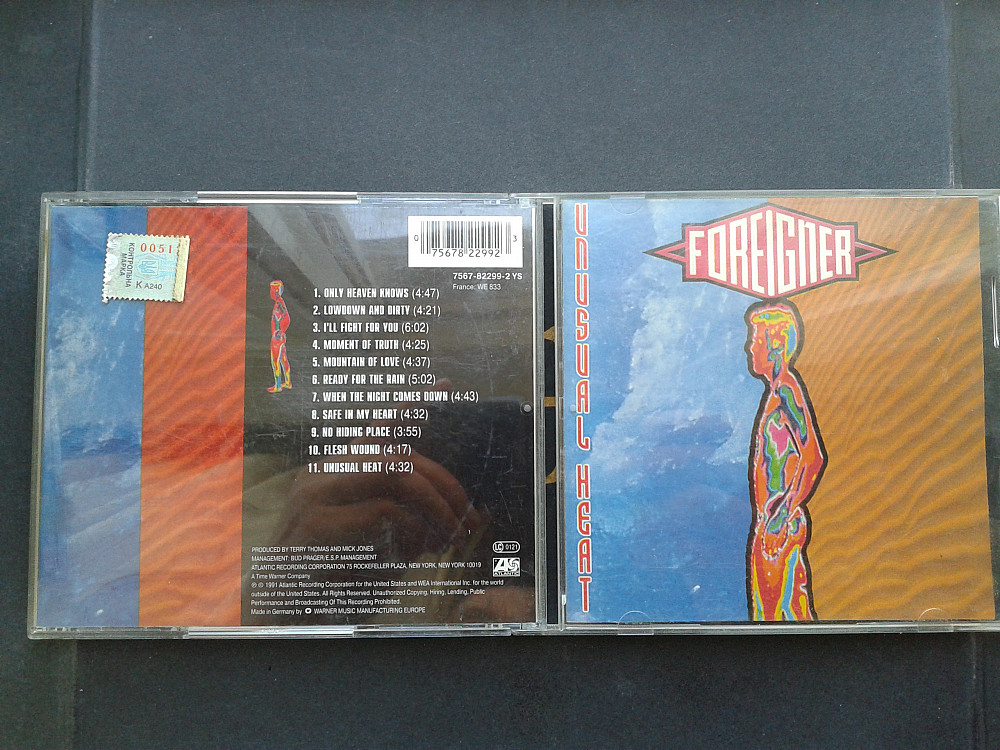 0051
КОНТРОЛЬНА
МАРКА
К А240
0 75678 22992 3
7567-82299-2 YS
France: WE 833
1. ONLY HEAVEN KNOWS (4:47)
2. LOWDOWN AND DIRTY (4:21)
3. I'LL FIGHT FOR YOU (6:02)
4. MOMENT OF TRUTH (4:25)
5. MOUNTAIN OF LOVE (4:37)
6. READY FOR THE RAIN (5:02)
7. WHEN THE NIGHT COMES DOWN (4:43)
8. SAFE IN MY HEART (4:32)
9. NO HIDING PLACE (3:55)
10. FLESH WOUND (4:17)
11. UNUSUAL HEAT (4:32)
PRODUCED BY TERRY THOMAS AND MICK JONES
MANAGEMENT: BUD PRAGER/E.S.P. MANAGEMENT
ATLANTIC RECORDING CORPORATION 75 ROCKEFELLER PLAZA, NEW YORK, NEW YORK 10019
A Time Warner Company
℗ © 1991 Atlantic Recording Corporation for the United States and WEA International Inc. for the world
outside of the United States. All Rights Reserved. Unauthorized Copying, Hiring, Lending, Public
Performance and Broadcasting Of This Recording Prohibited.
Made in Germany by WARNER MUSIC MANUFACTURING EUROPE
LC 0121
ATLANTIC
UNUSUAL HEAT
FOREIGNER